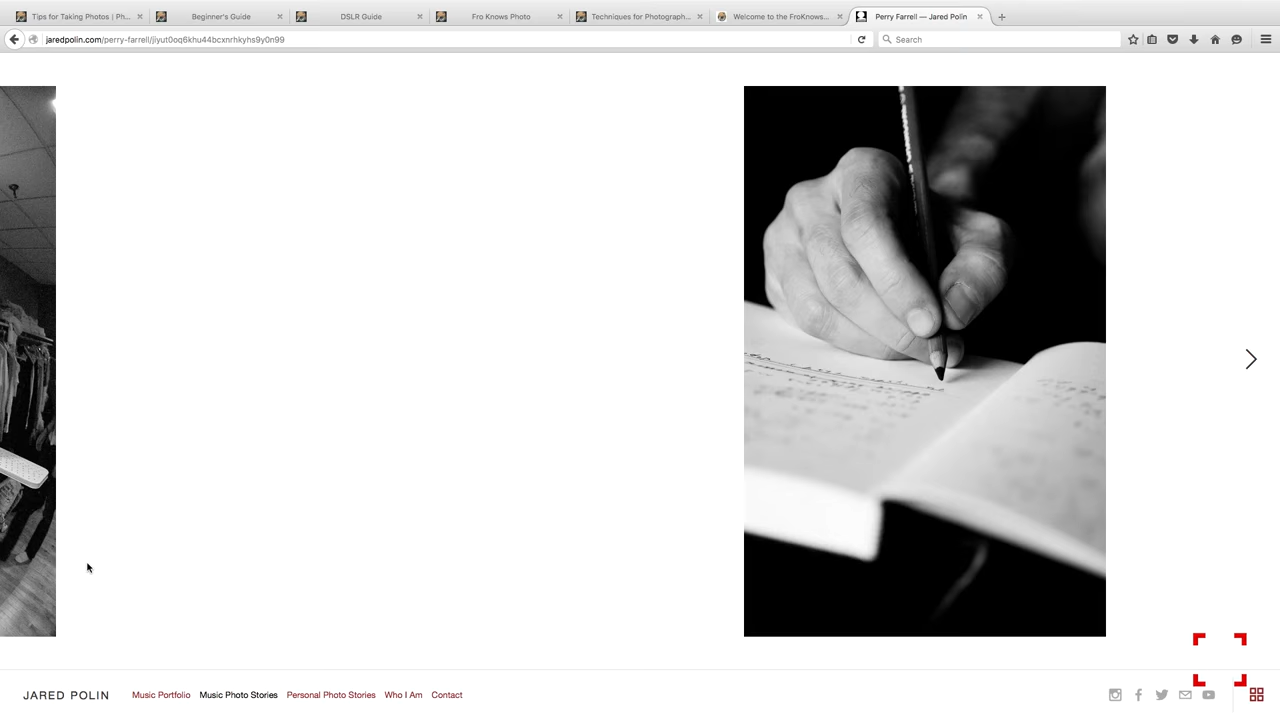 Tips for Taking Photos | Ph...
Beginner's Guide
DSLR Guide
Fro Knows Photo
Techniques for Photograph...
Welcome to the FroKnows...
Perry Farrell — Jared Polin
jaredpolin.com/perry-farrell/jiyut0oq6khu44bcxnrhkyhs9y0n99
Search
JARED POLIN
Music Portfolio
Music Photo Stories
Personal Photo Stories
Who I Am
Contact